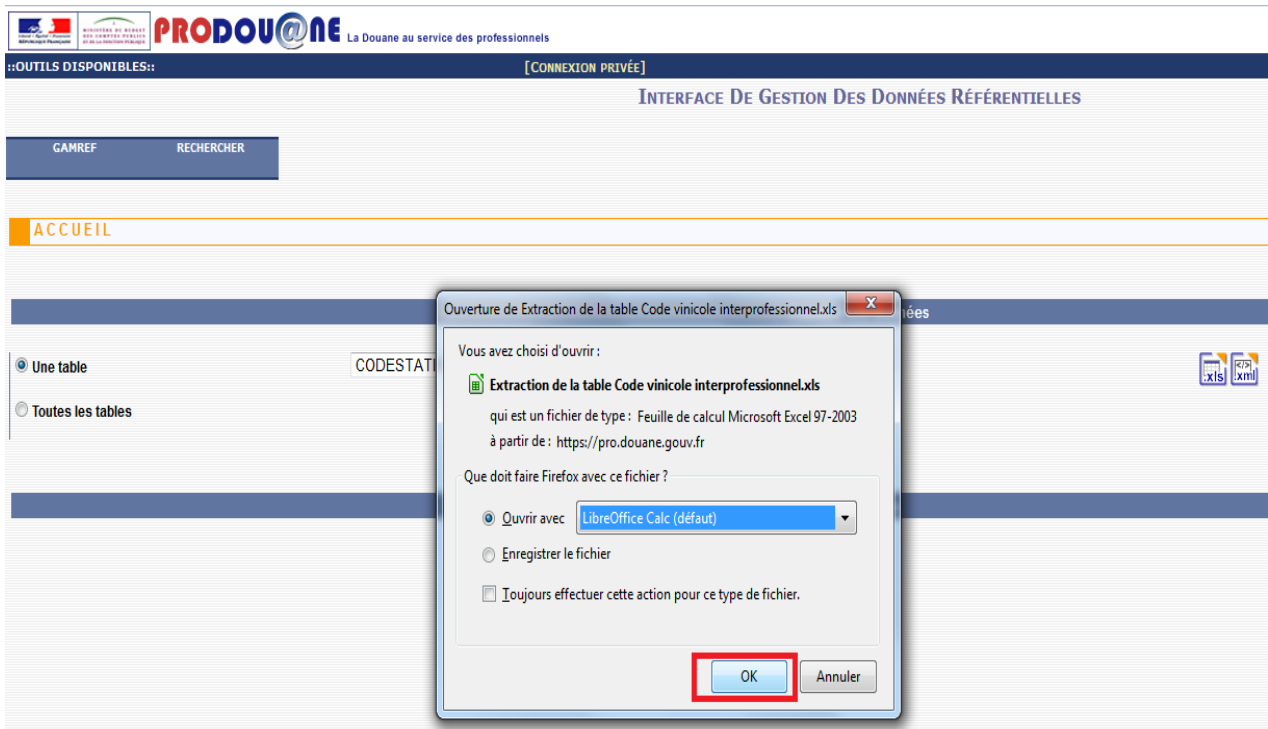 PRODOU@NE La Douane au service des professionnels
::OUTILS DISPONIBLES:: [CONNEXION PRIVÉE]
INTERFACE DE GESTION DES DONNÉES RÉFÉRENTIELLES
GAMREF RECHERCHER
ACCUEIL
nées
Une table CODESTATI
.xls </> .xml
Toutes les tables
Ouverture de Extraction de la table Code vinicole interprofessionnel.xls
Vous avez choisi d'ouvrir :
Extraction de la table Code vinicole interprofessionnel.xls
qui est un fichier de type : Feuille de calcul Microsoft Excel 97-2003
à partir de : https://pro.douane.gouv.fr
Que doit faire Firefox avec ce fichier ?
Ouvrir avec LibreOffice Calc (défaut)
Enregistrer le fichier
Toujours effectuer cette action pour ce type de fichier.
OK Annuler